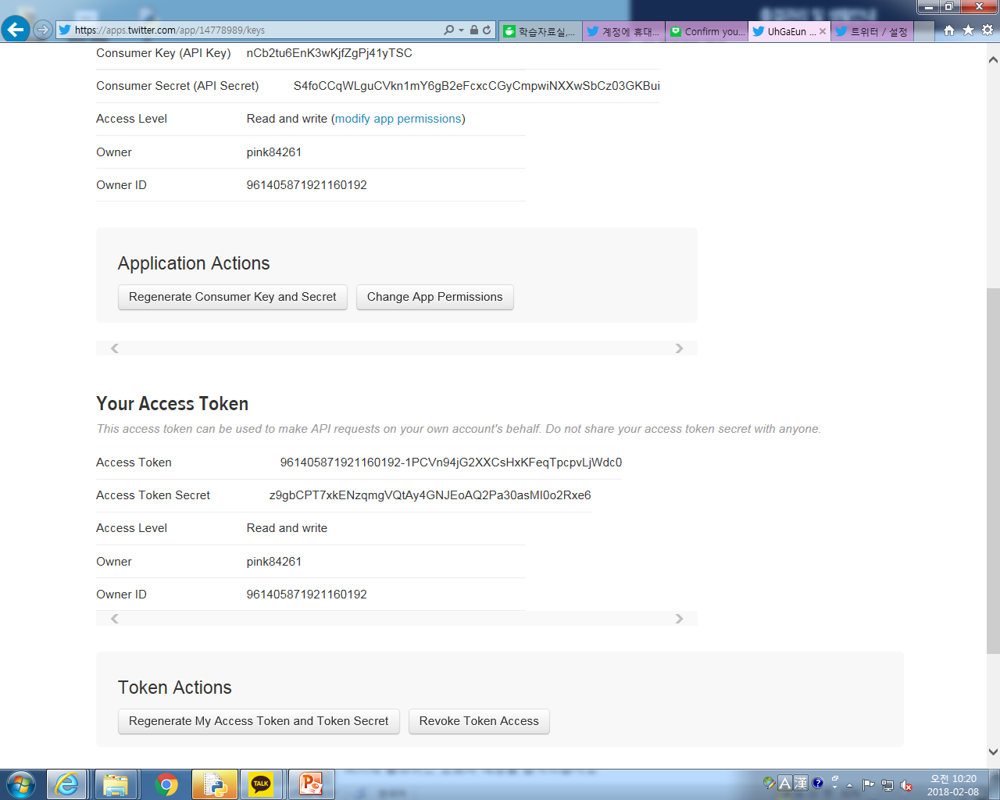 https://apps.twitter.com/app/14778989/keys
학습자료실,...
계정에 휴대...
Confirm you...
UhGaEun ...
트위터 / 설정
Consumer Key (API Key) nCb2tu6EnK3wKjfZgPj41yTSC
Consumer Secret (API Secret) S4foCCqWLguCVkn1mY6gB2eFcxcCGyCmpwiNXXwSbCz03GKBui
Access Level Read and write (modify app permissions)
Owner pink84261
Owner ID 961405871921160192
Application Actions
Regenerate Consumer Key and Secret
Change App Permissions
Your Access Token
This access token can be used to make API requests on your own account's behalf. Do not share your access token secret with anyone.
Access Token 961405871921160192-1PCVn94jG2XXCsHxKFeqTpcpvLjWdc0
Access Token Secret z9gbCPT7xkENzqmgVQtAy4GNJEoAQ2Pa30asMI0o2Rxe6
Access Level Read and write
Owner pink84261
Owner ID 961405871921160192
Token Actions
Regenerate My Access Token and Token Secret
Revoke Token Access
TALK
A 漢
오전 10:20
2018-02-08